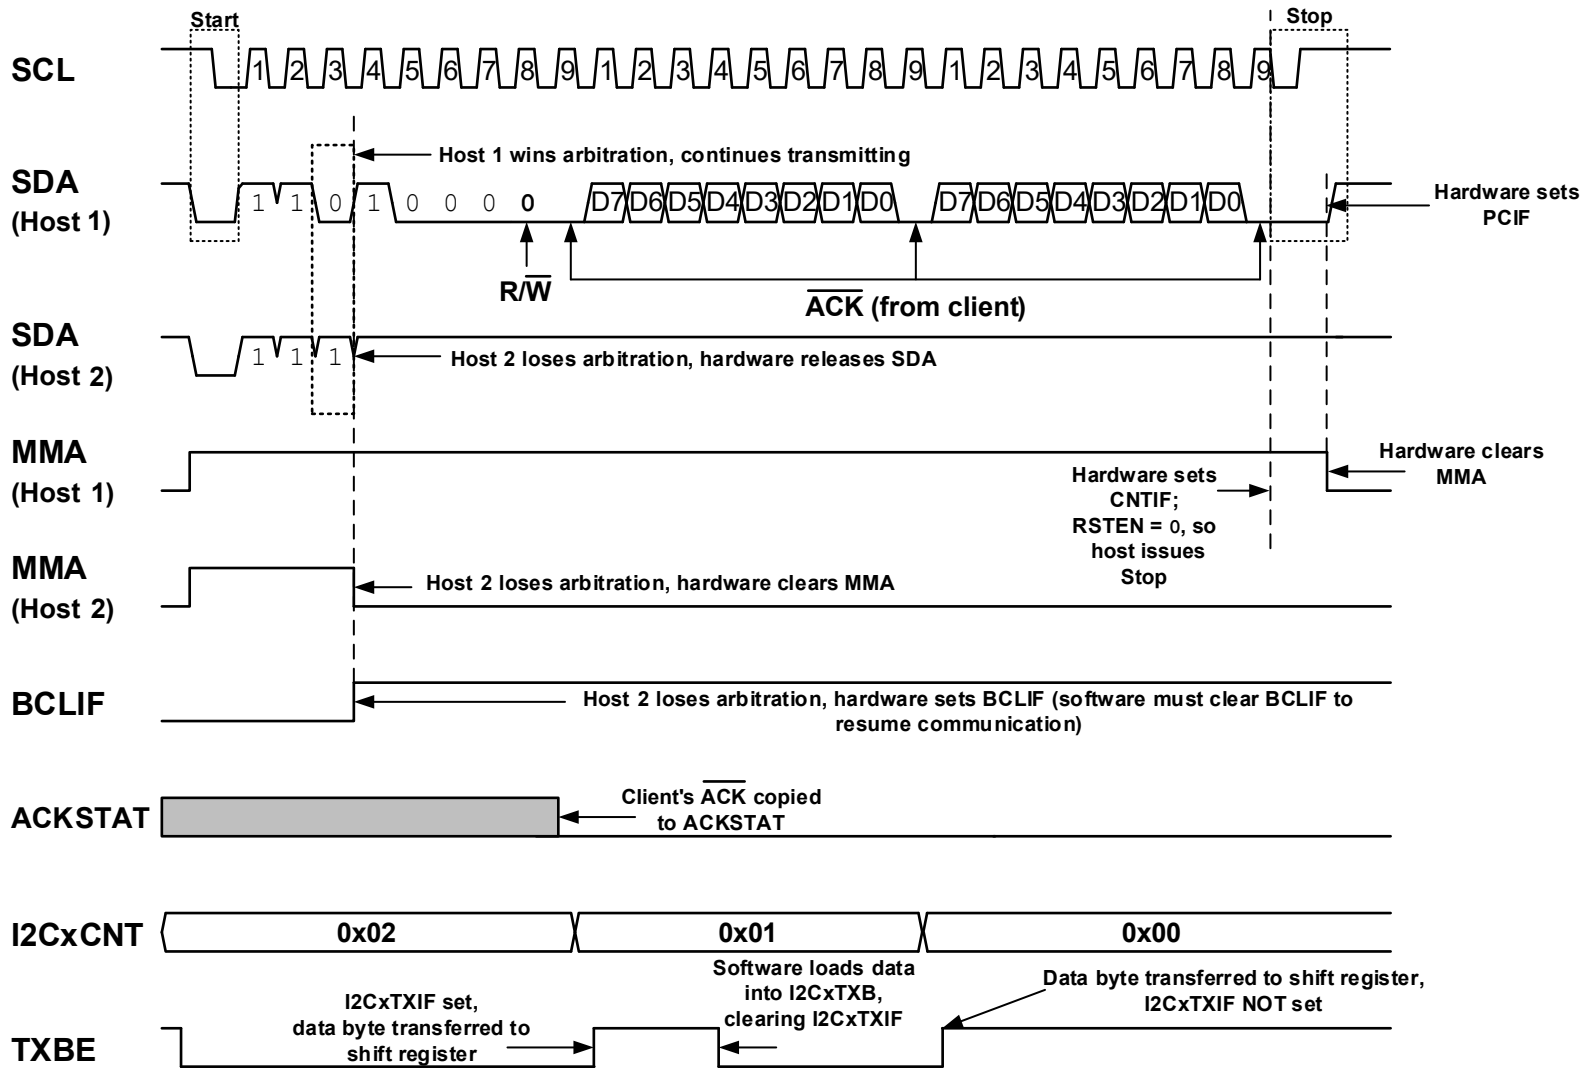 Start
Stop
SCL
1 2 3 4 5 6 7 8 9 1 2 3 4 5 6 7 8 9 1 2 3 4 5 6 7 8 9
Host 1 wins arbitration, continues transmitting
SDA
(Host 1)
1 1 0 1 0 0 0 0 D7 D6 D5 D4 D3 D2 D1 D0 D7 D6 D5 D4 D3 D2 D1 D0
Hardware sets
PCIF
R/W̅
A̅C̅K̅ (from client)
SDA
(Host 2)
1 1 1
Host 2 loses arbitration, hardware releases SDA
MMA
(Host 1)
Hardware clears
MMA
Hardware sets
CNTIF;
RSTEN = 0, so
host issues
Stop
MMA
(Host 2)
Host 2 loses arbitration, hardware clears MMA
BCLIF
Host 2 loses arbitration, hardware sets BCLIF (software must clear BCLIF to
resume communication)
ACKSTAT
Client's A̅C̅K̅ copied
to ACKSTAT
I2CxCNT
0x02 0x01 0x00
TXBE
I2CxTXIF set,
data byte transferred to
shift register
Software loads data
into I2CxTXB,
clearing I2CxTXIF
Data byte transferred to shift register,
I2CxTXIF NOT set